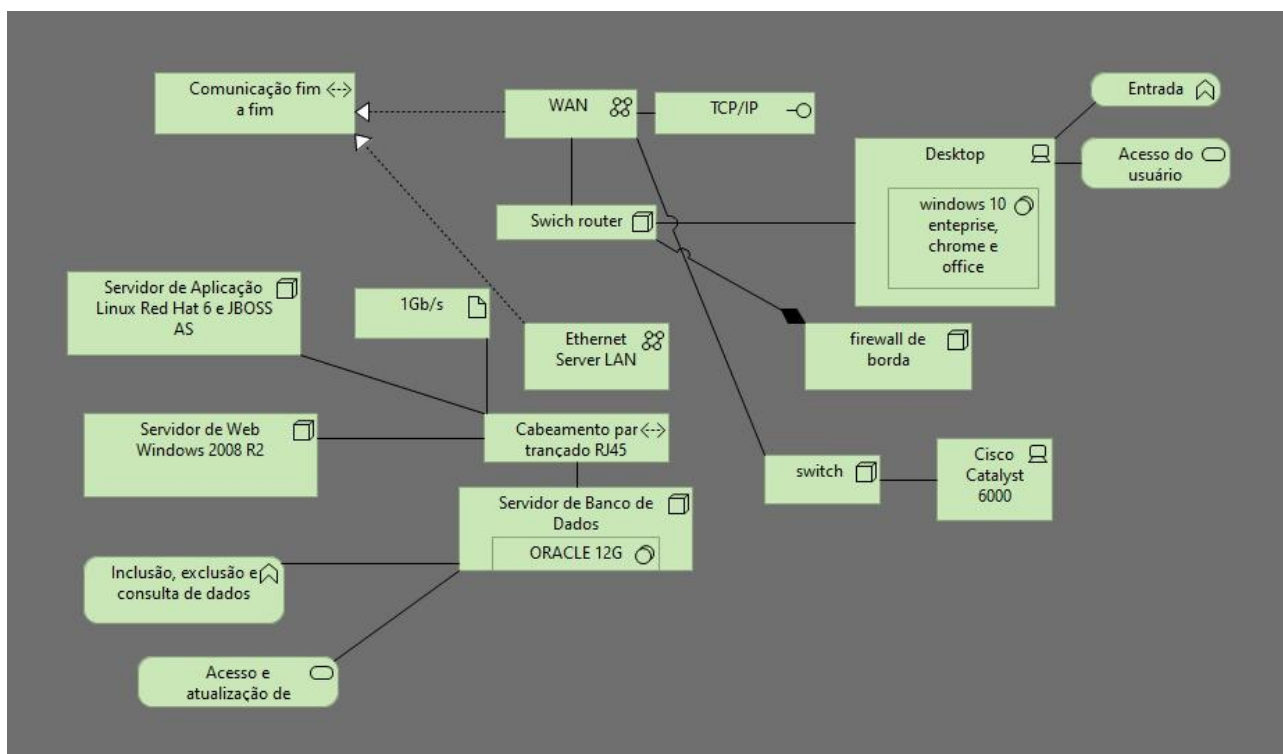 Comunicação fim
a fim
WAN
TCP/IP
Entrada
Desktop
Acesso do
usuário
windows 10
enteprise,
chrome e
office
Swich router
Servidor de Aplicação
Linux Red Hat 6 e JBOSS
AS
1Gb/s
Ethernet
Server LAN
firewall de
borda
Servidor de Web
Windows 2008 R2
Cabeamento par
trançado RJ45
switch
Cisco
Catalyst
6000
Servidor de Banco de
Dados
ORACLE 12G
Inclusão, exclusão e
consulta de dados
Acesso e
atualização de